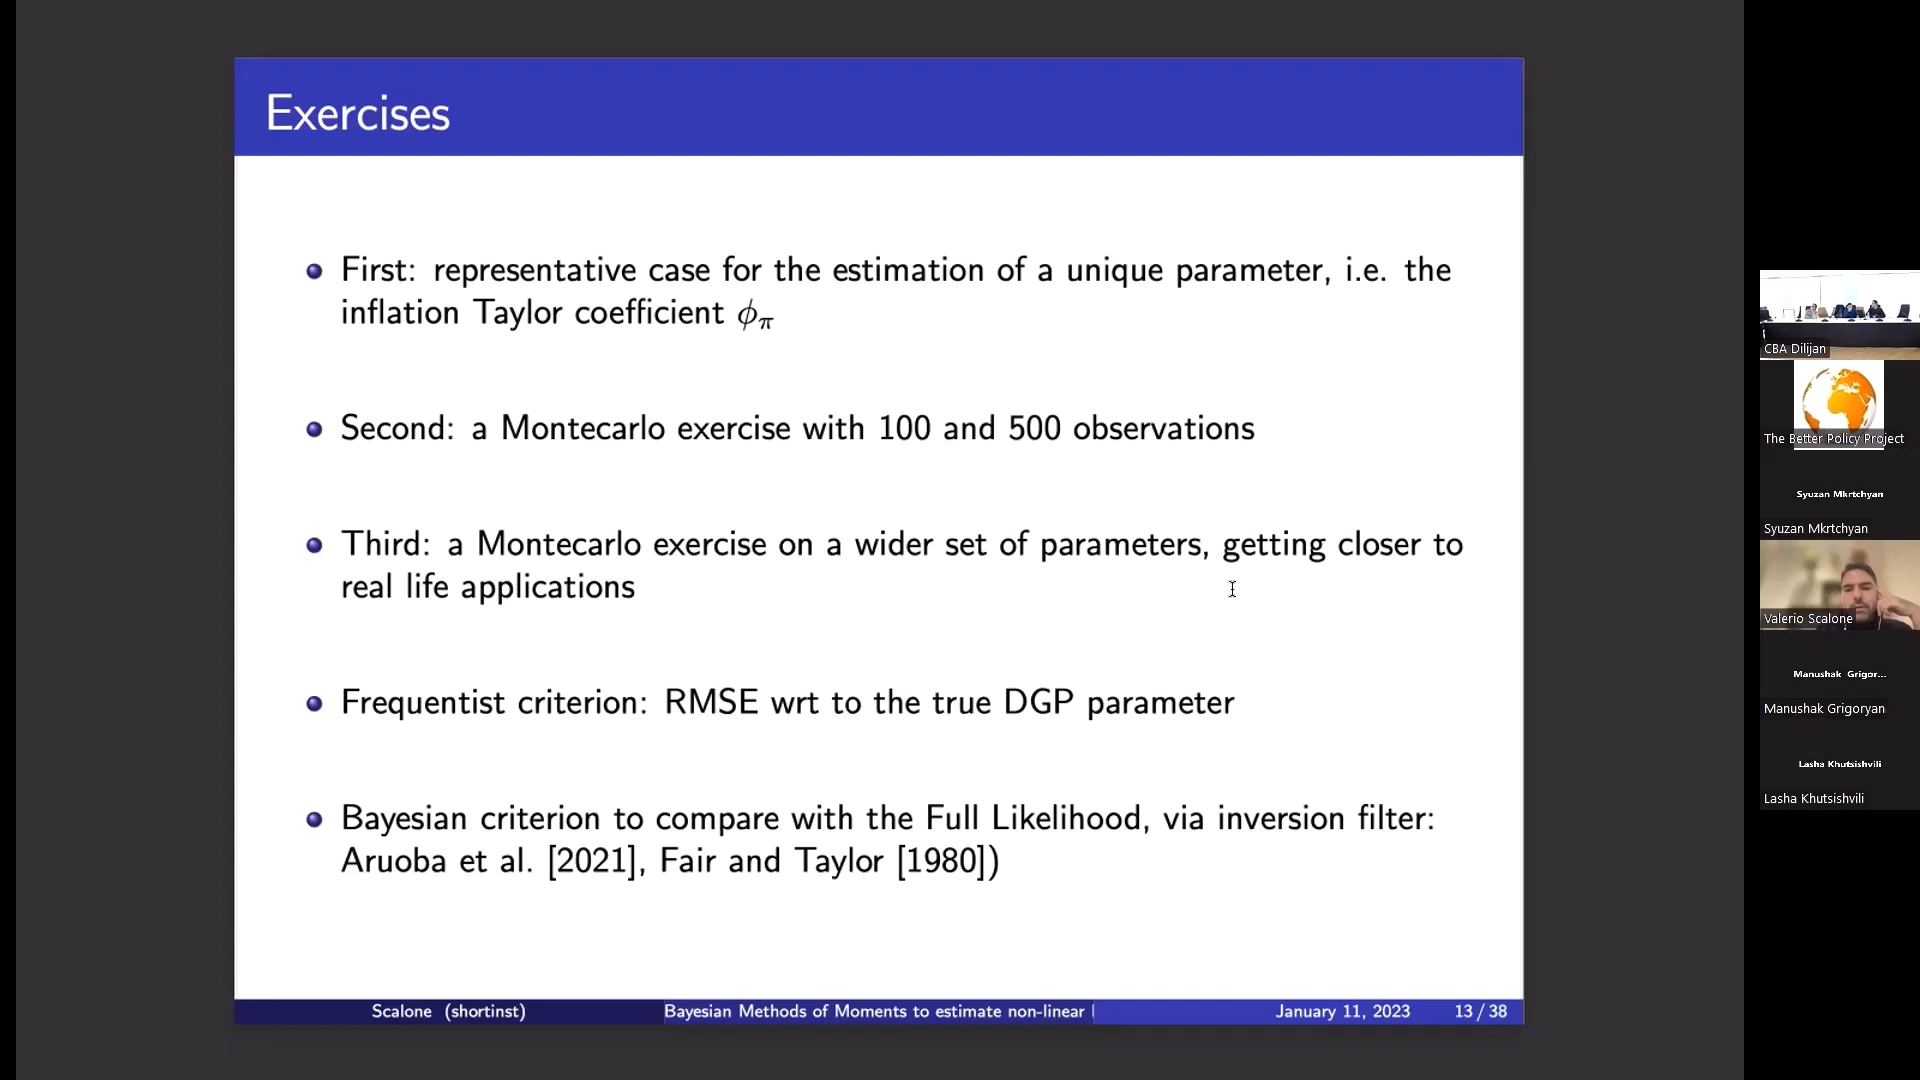 Exercises
First: representative case for the estimation of a unique parameter, i.e. the
inflation Taylor coefficient ϕπ
Second: a Montecarlo exercise with 100 and 500 observations
Third: a Montecarlo exercise on a wider set of parameters, getting closer to
real life applications
Frequentist criterion: RMSE wrt to the true DGP parameter
Bayesian criterion to compare with the Full Likelihood, via inversion filter:
Aruoba et al. [2021], Fair and Taylor [1980])
Scalone (shortinst)
Bayesian Methods of Moments to estimate non-linear
January 11, 2023
13 / 38
CBA Dilijan
The Better Policy Project
Syuzan Mkrtchyan
Syuzan Mkrtchyan
Valerio Scalone
Manushak Grigor...
Manushak Grigoryan
Lasha Khutsishvili
Lasha Khutsishvili